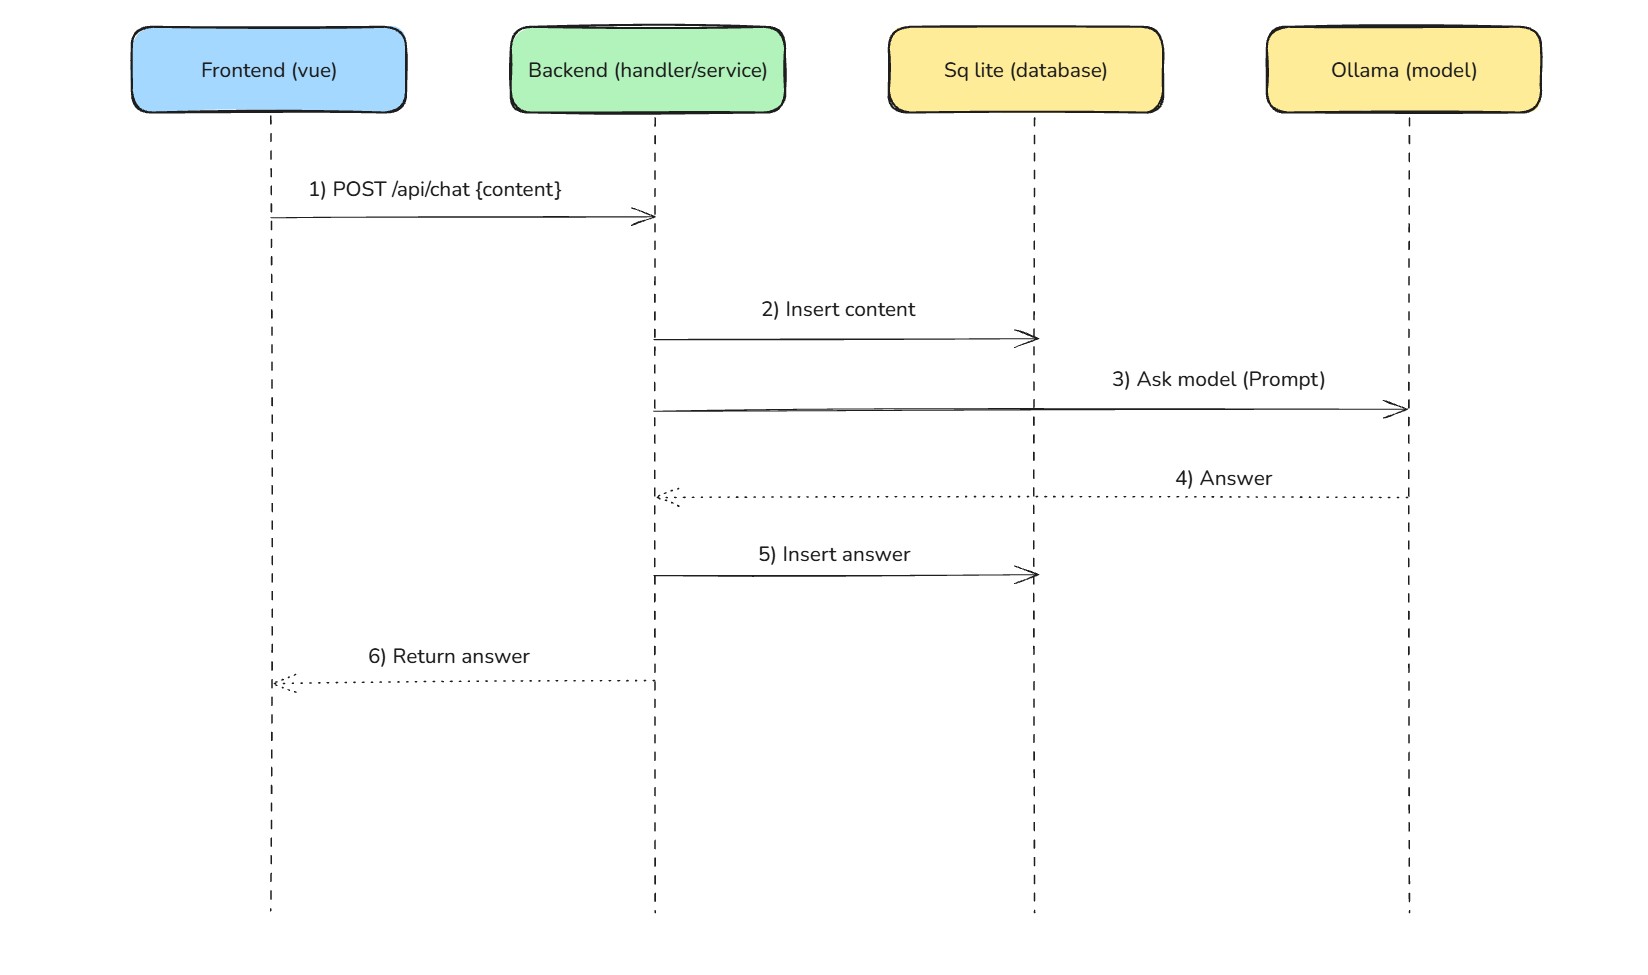 Frontend (vue)
Backend (handler/service)
Sq lite (database)
Ollama (model)
1) POST /api/chat {content}
2) Insert content
3) Ask model (Prompt)
4) Answer
5) Insert answer
6) Return answer